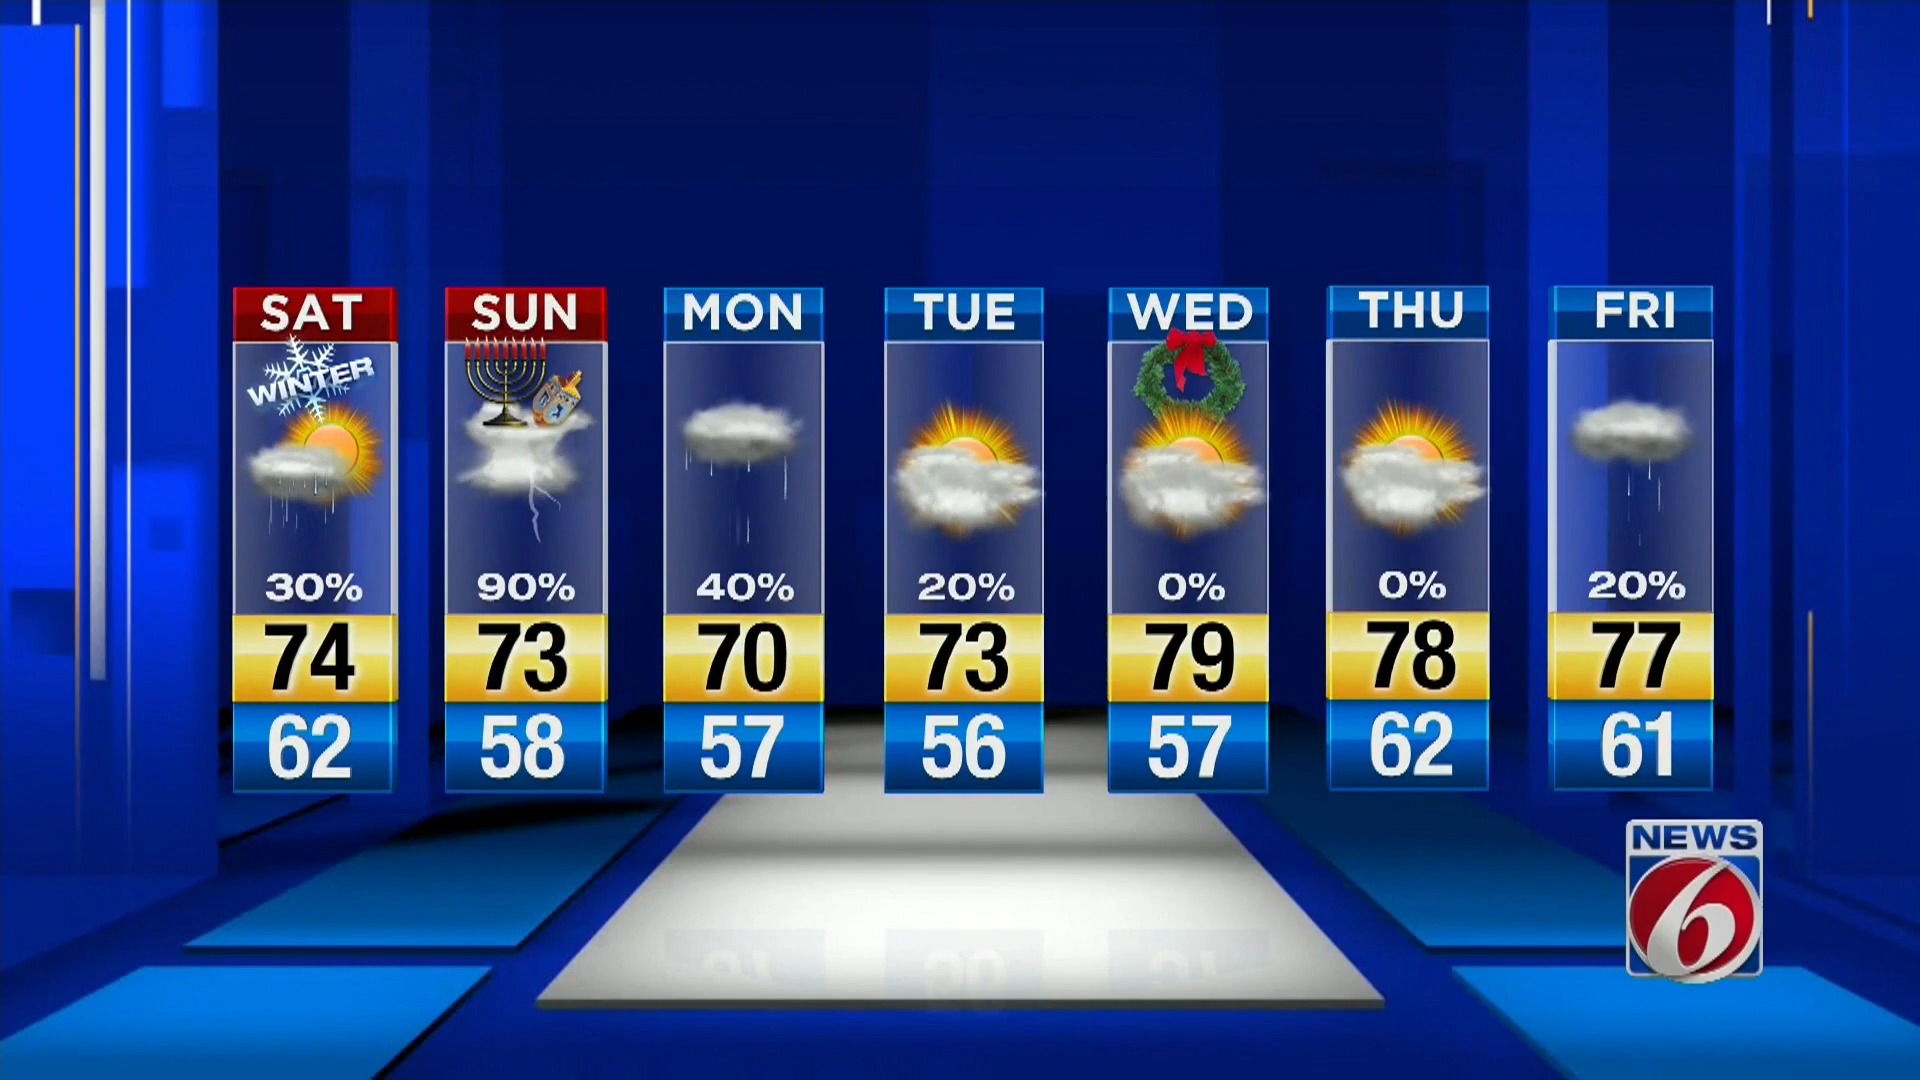 SAT SUN MON TUE WED THU FRI
WINTER
30% 90% 40% 20% 0% 0% 20%
74 73 70 73 79 78 77
62 58 57 56 57 62 61
NEWS
6